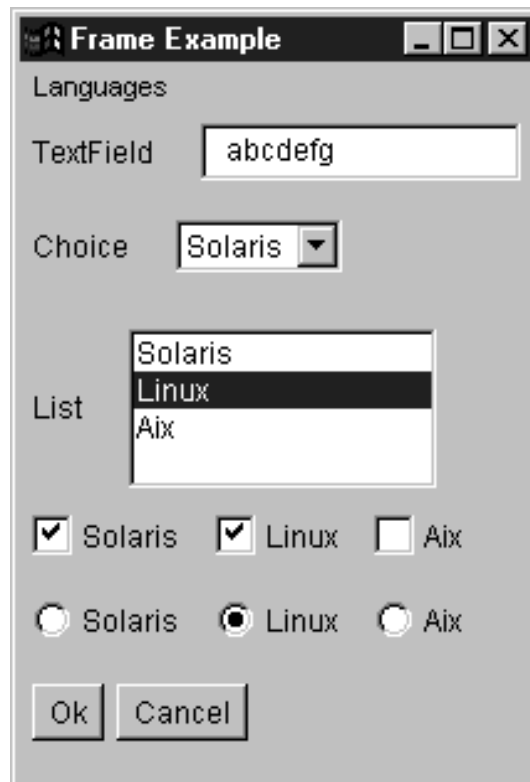 Frame Example
Languages
TextField abcdefg
Choice Solaris
Solaris
Linux
List
Aix
Solaris Linux Aix
Solaris Linux Aix
Ok Cancel